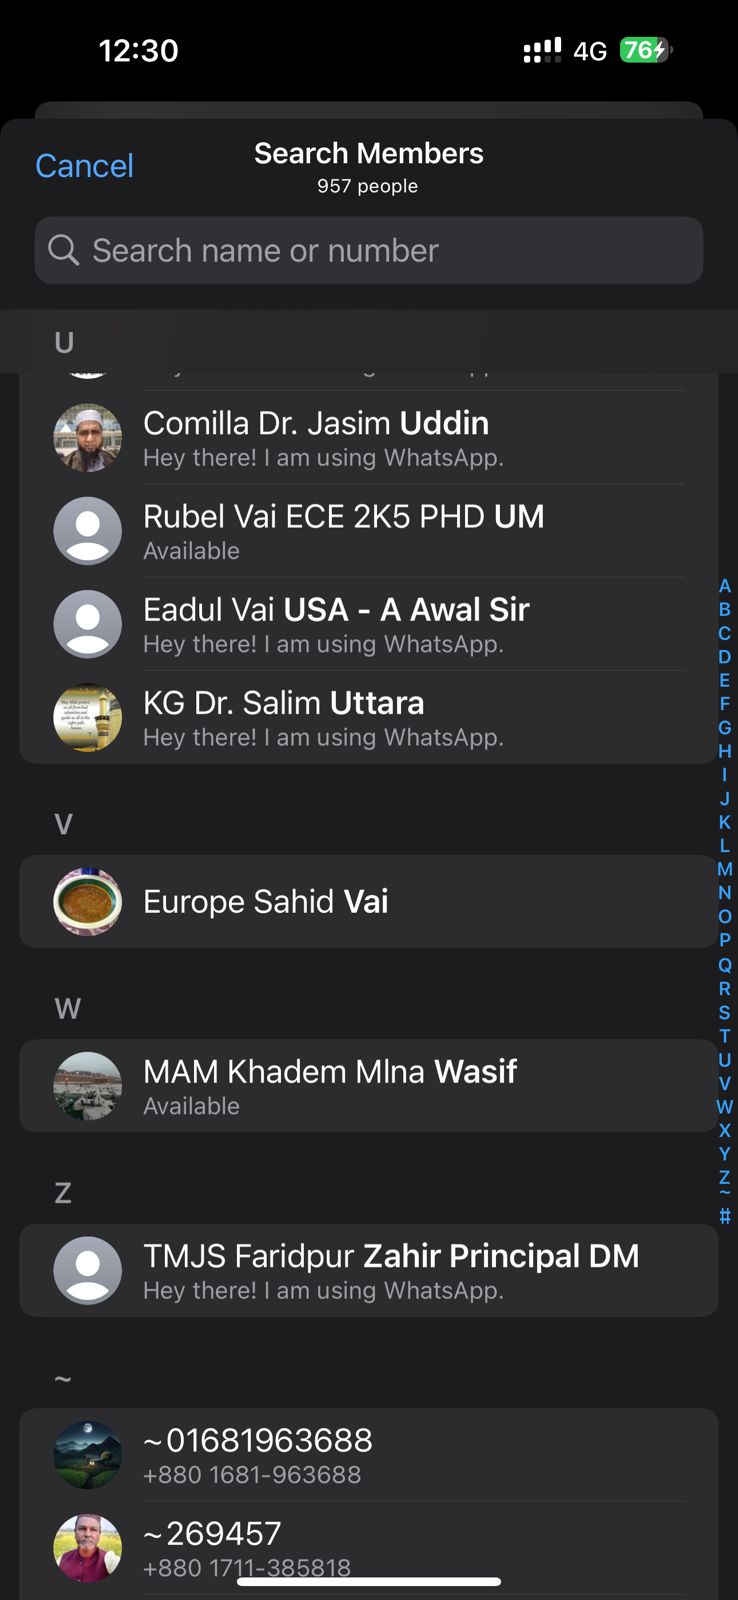 12:30
4G
76
Cancel
Search Members
957 people
Search name or number
U
Comilla Dr. Jasim Uddin
Hey there! I am using WhatsApp.
Rubel Vai ECE 2K5 PHD UM
Available
Eadul Vai USA - A Awal Sir
Hey there! I am using WhatsApp.
KG Dr. Salim Uttara
Hey there! I am using WhatsApp.
V
Europe Sahid Vai
W
MAM Khadem Mlna Wasif
Available
Z
TMJS Faridpur Zahir Principal DM
Hey there! I am using WhatsApp.
~
~01681963688
+880 1681-963688
~269457
+880 1711-385818
A
B
C
D
E
F
G
H
I
J
K
L
M
N
O
P
Q
R
S
T
U
V
W
X
Y
Z
~
#